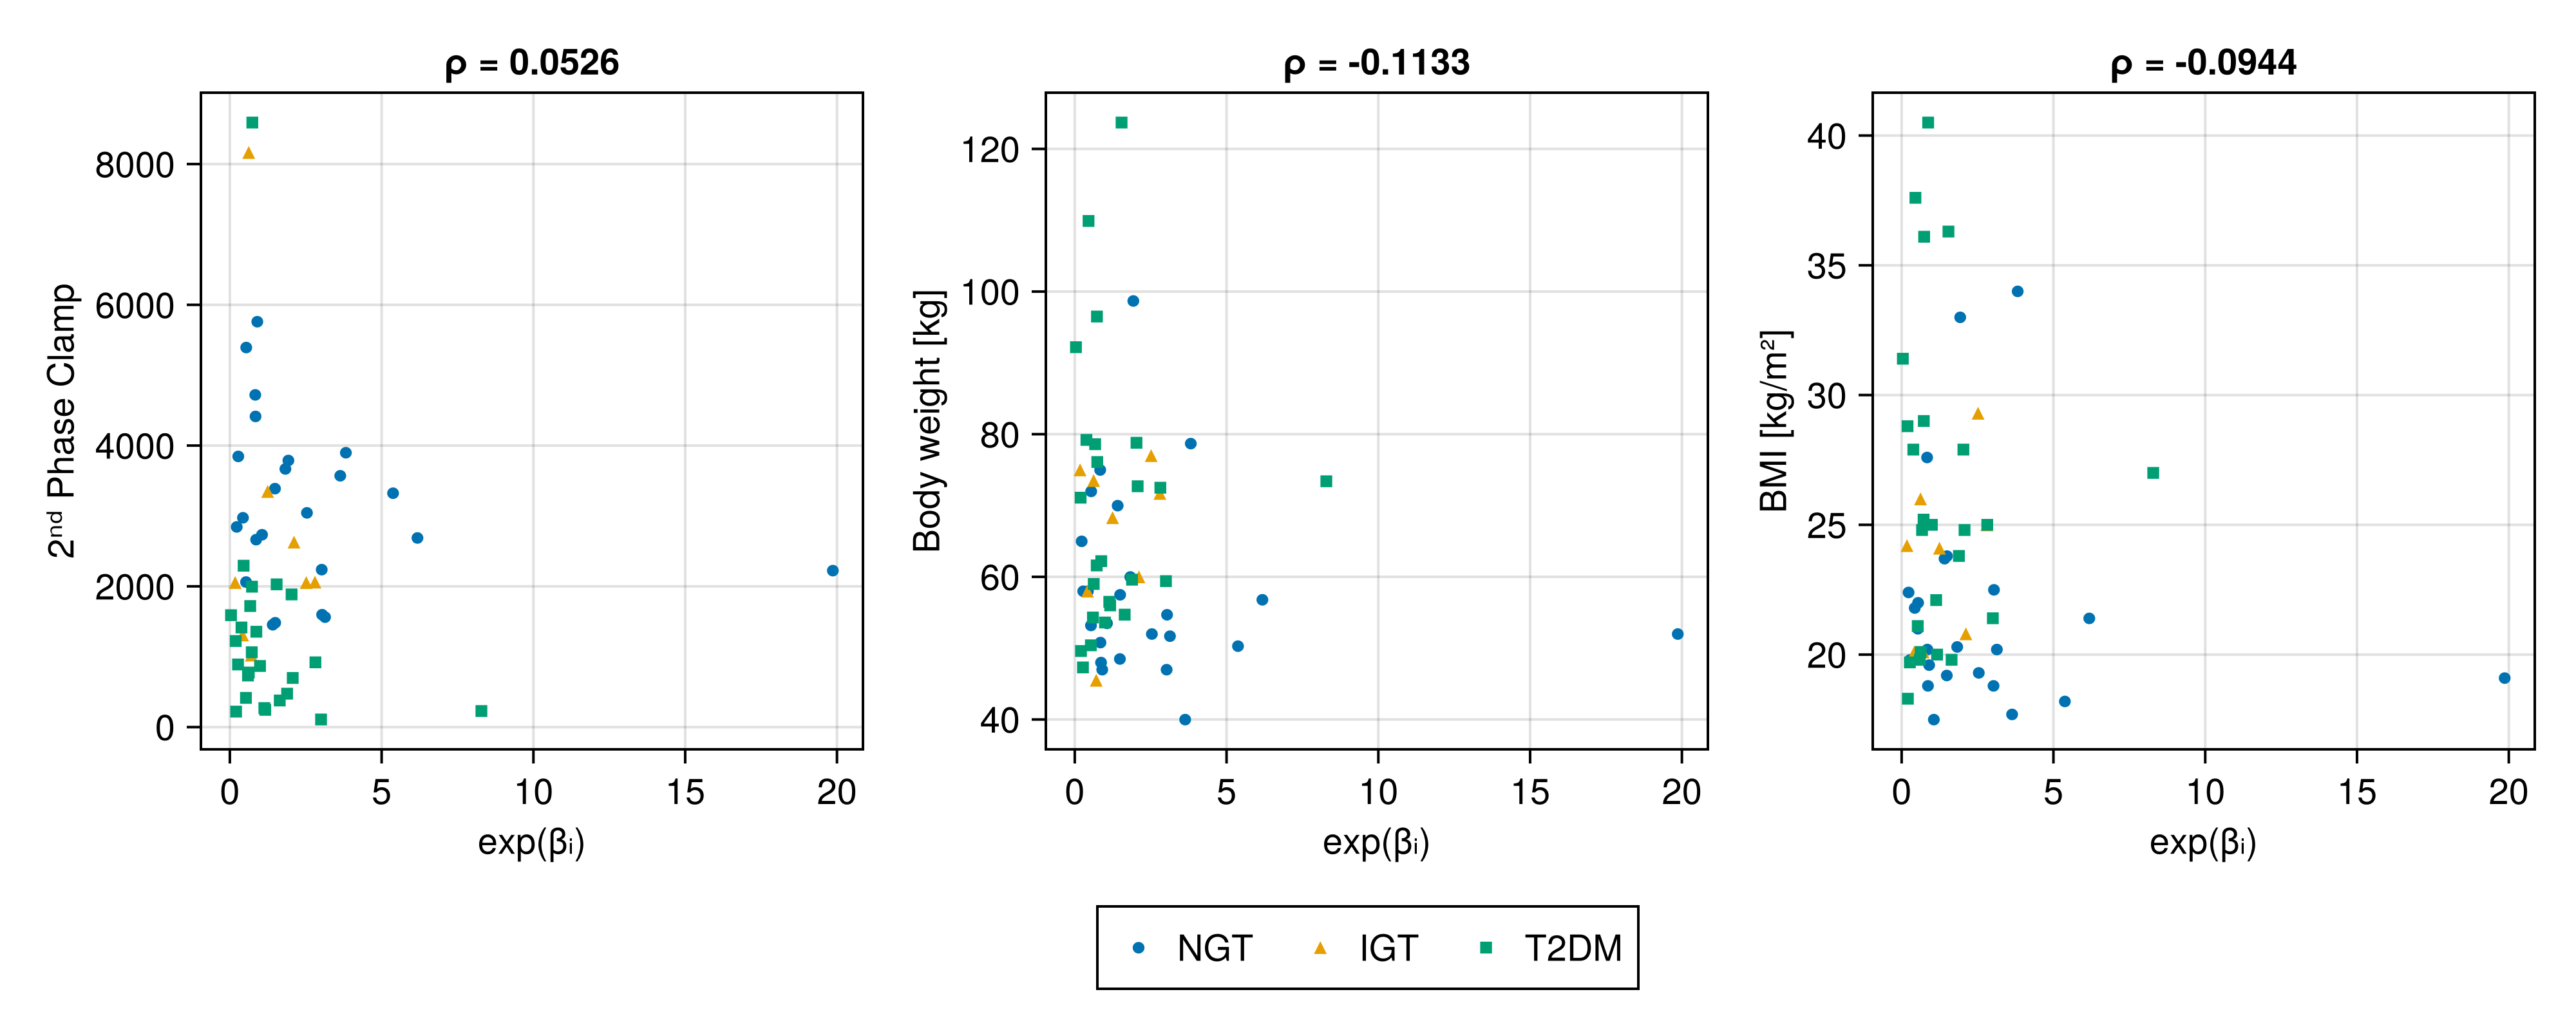 ρ = 0.0526
2ⁿᵈ Phase Clamp
8000
6000
4000
2000
0
0 5 10 15 20
exp(βᵢ)
ρ = -0.1133
Body weight [kg]
120
100
80
60
40
0 5 10 15 20
exp(βᵢ)
ρ = -0.0944
BMI [kg/m²]
40
35
30
25
20
0 5 10 15 20
exp(βᵢ)
NGT IGT T2DM